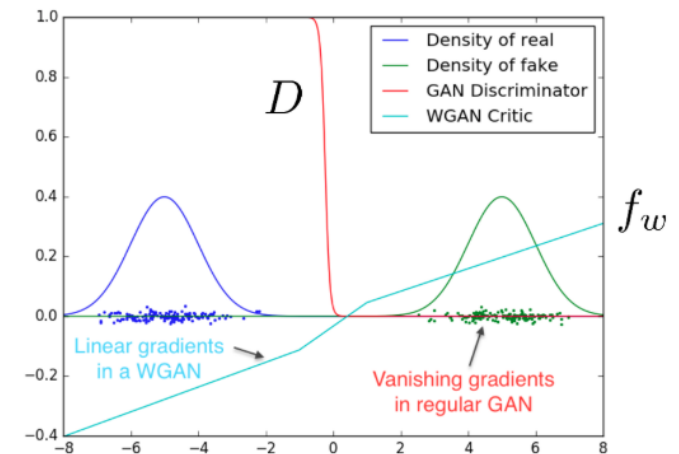 1.0
0.8
0.6
0.4
0.2
0.0
−0.2
−0.4
−8
−6
−4
−2
0
2
4
6
8
D
Density of real
Density of fake
GAN Discriminator
WGAN Critic
f_w
Linear gradients
in a WGAN
Vanishing gradients
in regular GAN